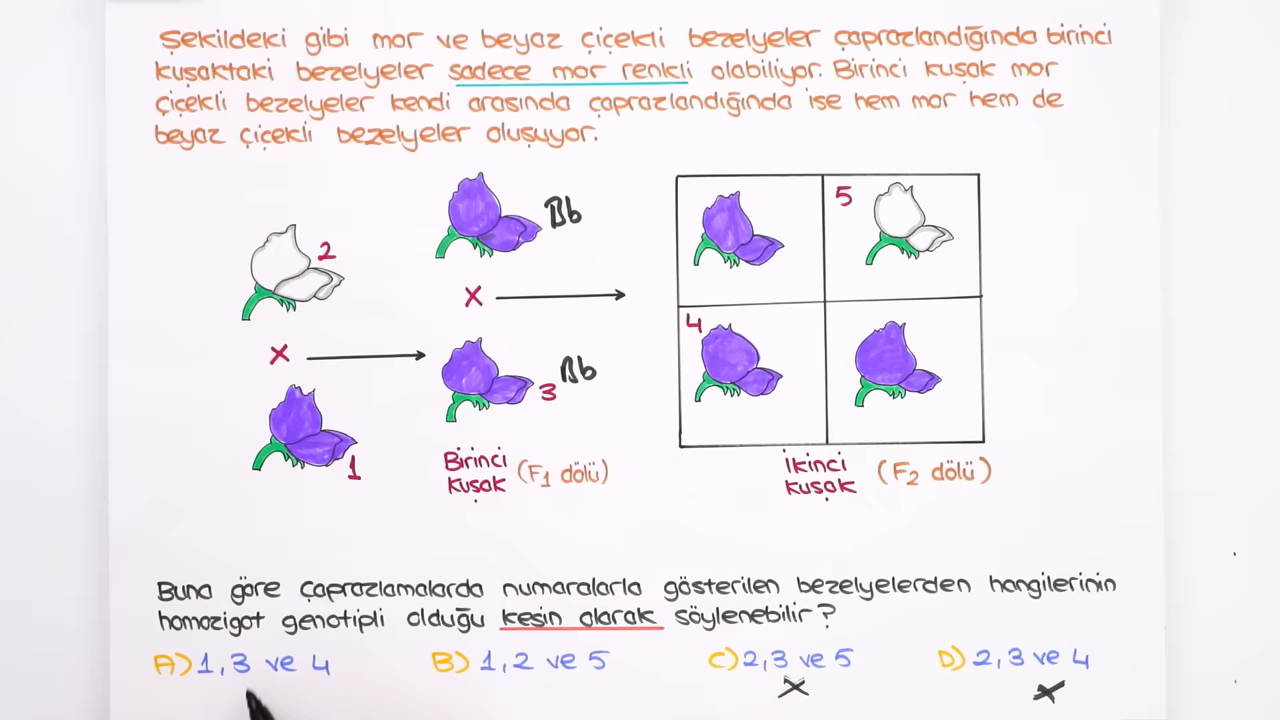 Şekildeki gibi mor ve beyaz çiçekli bezelyeler çaprazlandığında birinci
kuşaktaki bezelyeler sadece mor renkli olabiliyor. Birinci kuşak mor
çiçekli bezelyeler kendi arasında çaprazlandığında ise hem mor hem de
beyaz çiçekli bezelyeler oluşuyor.
2
x
1
Bb
x
Bb
3
Birinci kuşak (F1 dölü)
5
4
İkinci kuşak (F2 dölü)
Buna göre çaprazlamalarda numaralarla gösterilen bezelyelerden hangilerinin
homozigot genotipli olduğu kesin olarak söylenebilir?
A) 1, 3 ve 4 B) 1, 2 ve 5 C) 2, 3 ve 5 D) 2, 3 ve 4